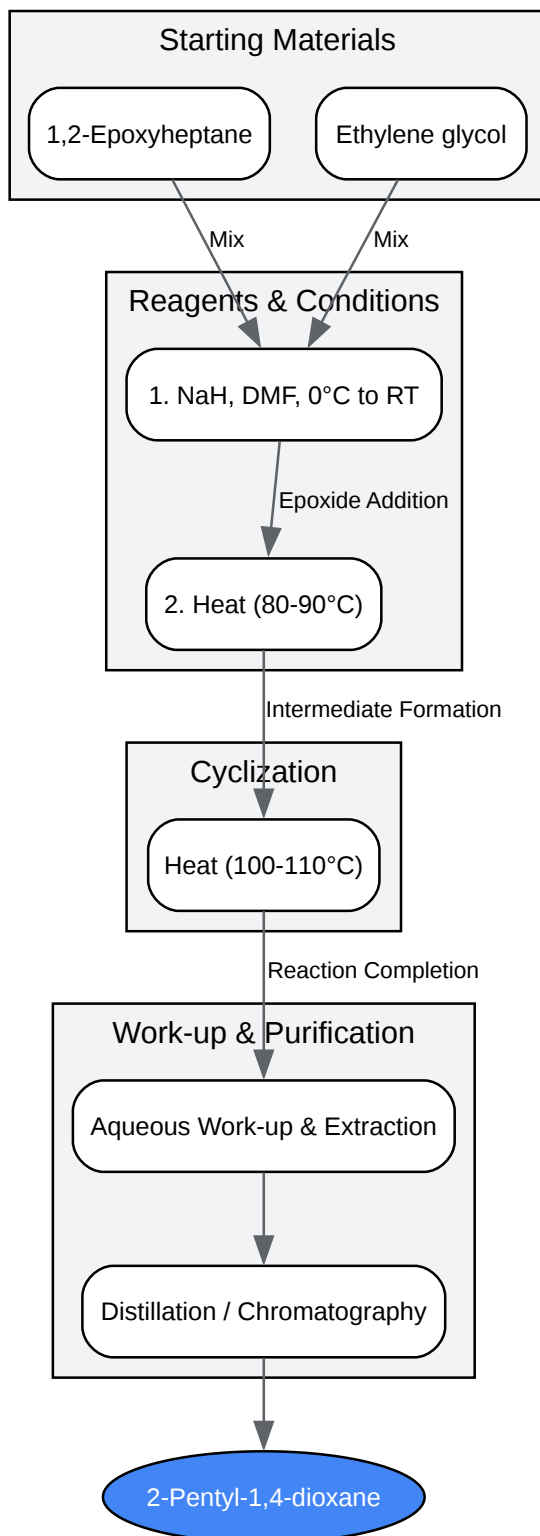 Starting Materials
1,2-Epoxyheptane
Ethylene glycol
Mix
Mix
Reagents & Conditions
1. NaH, DMF, 0°C to RT
Epoxide Addition
2. Heat (80-90°C)
Intermediate Formation
Cyclization
Heat (100-110°C)
Reaction Completion
Work-up & Purification
Aqueous Work-up & Extraction
Distillation / Chromatography
2-Pentyl-1,4-dioxane